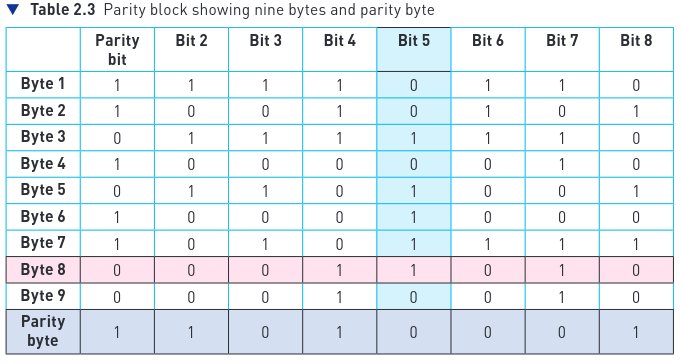 ▼ Table 2.3 Parity block showing nine bytes and parity byte
Parity bit Bit 2 Bit 3 Bit 4 Bit 5 Bit 6 Bit 7 Bit 8
Byte 1 1 1 1 1 0 1 1 0
Byte 2 1 0 0 1 0 1 0 1
Byte 3 0 1 1 1 1 1 1 0
Byte 4 1 0 0 0 0 0 1 0
Byte 5 0 1 1 0 1 0 0 1
Byte 6 1 0 0 0 1 0 0 0
Byte 7 1 0 1 0 1 1 1 1
Byte 8 0 0 0 1 1 0 1 0
Byte 9 0 0 0 1 0 0 1 0
Parity byte 1 1 0 1 0 0 0 1